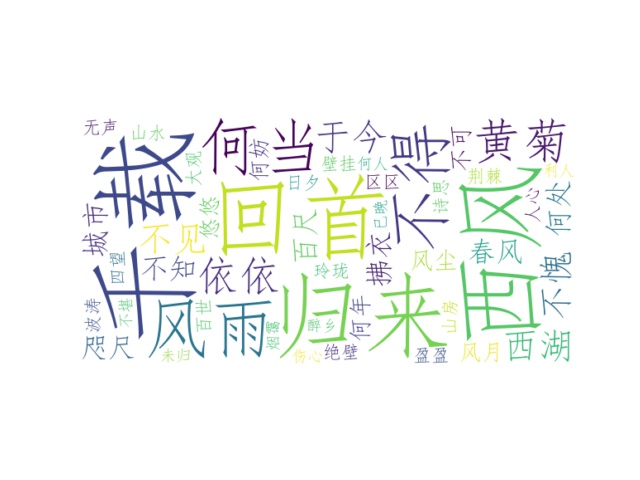 无声
山水
大观
何当
何妨
于今
壁挂何人
不得
不可
黄菊
千载
城市
四望
悠悠
不见
回首
日夕
百尺
区区
已晚
诗思
荆棘
利人
人心
何处
西风
不知
依依
玲珑
拂衣
风尘
春风
不愧
波涛
不堪
咫尺
风雨
百世
未归
烟霭
归来
醉乡
伤心
何年
绝壁
盈盈
山房
风月
西湖